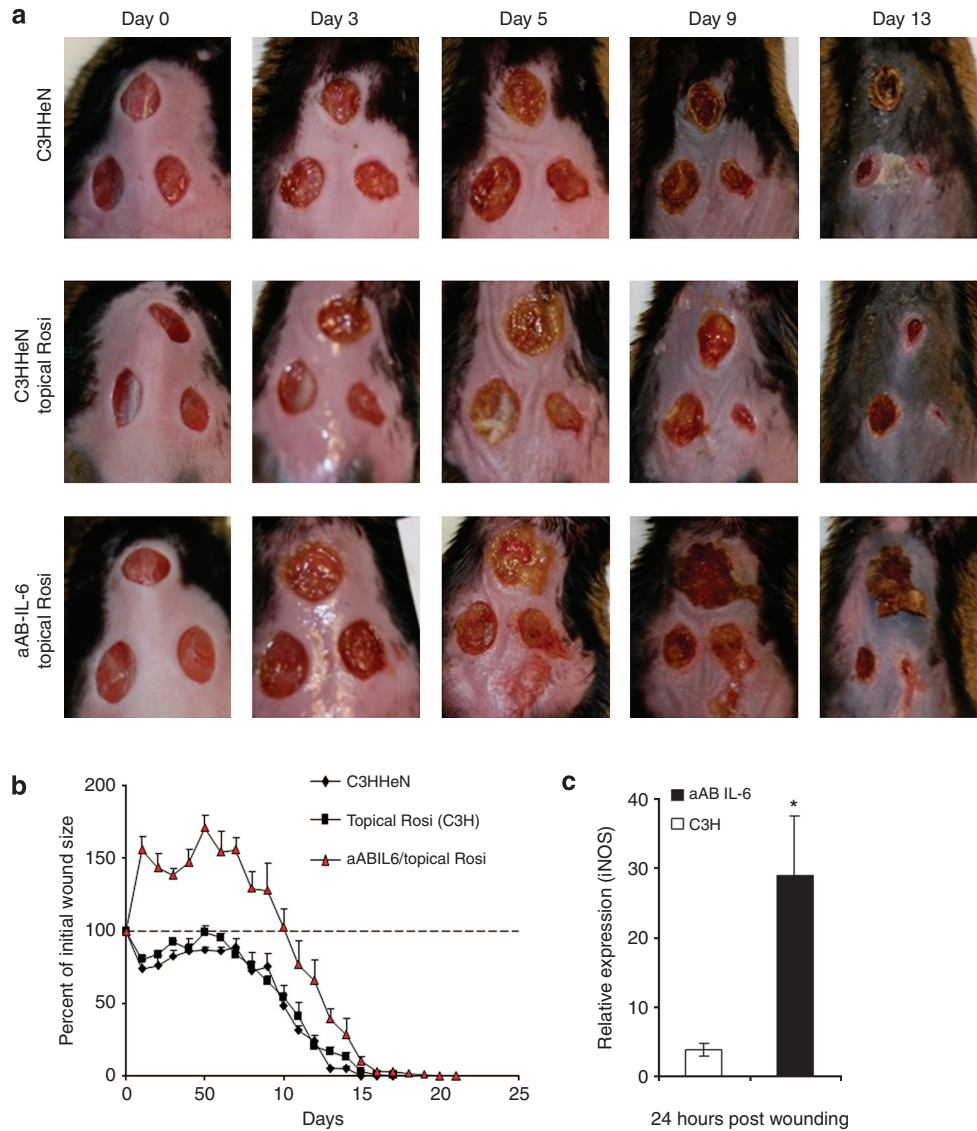 a
Day 0
Day 3
Day 5
Day 9
Day 13
C3HHeN
C3HHeN
topical Rosi
aAB-IL-6
topical Rosi
b
200
150
100
50
0
Percent of initial wound size
C3HHeN
Topical Rosi (C3H)
aABIL6/topical Rosi
0
50
10
15
20
25
Days
c
aAB IL-6
C3H
40
30
20
10
0
Relative expression (iNOS)
*
24 hours post wounding